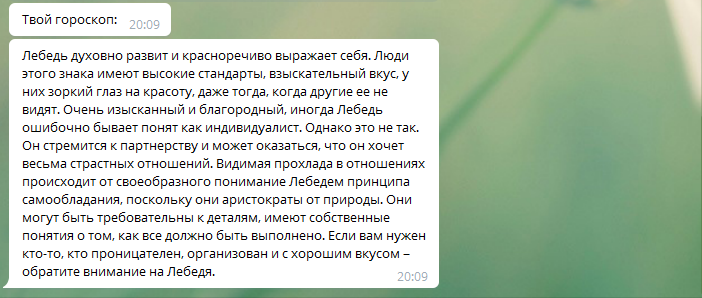 Твой гороскоп:
20:09
Лебедь духовно развит и красноречиво выражает себя. Люди
этого знака имеют высокие стандарты, взыскательный вкус, у
них зоркий глаз на красоту, даже тогда, когда другие ее не
видят. Очень изысканный и благородный, иногда Лебедь
ошибочно бывает понят как индивидуалист. Однако это не так.
Он стремится к партнерству и может оказаться, что он хочет
весьма страстных отношений. Видимая прохлада в отношениях
происходит от своеобразного понимание Лебедем принципа
самообладания, поскольку они аристократы от природы. Они
могут быть требовательны к деталям, имеют собственные
понятия о том, как все должно быть выполнено. Если вам нужен
кто-то, кто проницателен, организован и с хорошим вкусом –
обратите внимание на Лебедя.
20:09